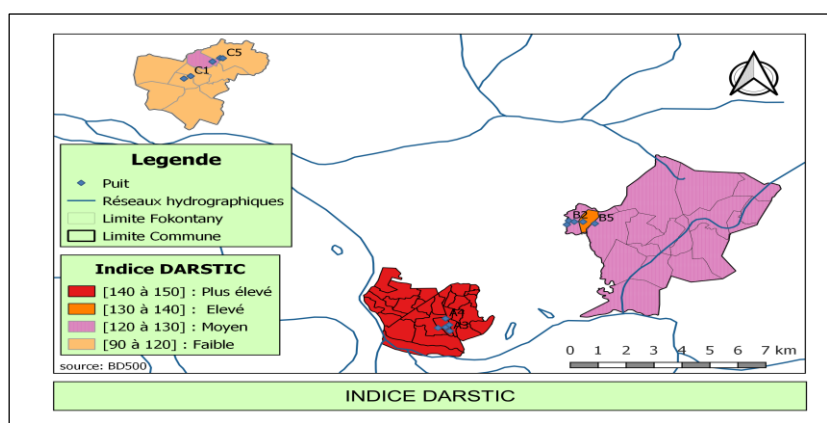 C5
C1
Legende
Puit
Réseaux hydrographiques
Limite Fokontany
Limite Commune
B2
B5
Indice DARSTIC
[140 à 150] : Plus élevé
[130 à 140] : Elevé
[120 à 130] : Moyen
[90 à 120] : Faible
A4
A3
0 1 2 3 4 5 6 7 km
source: BD500
INDICE DARSTIC